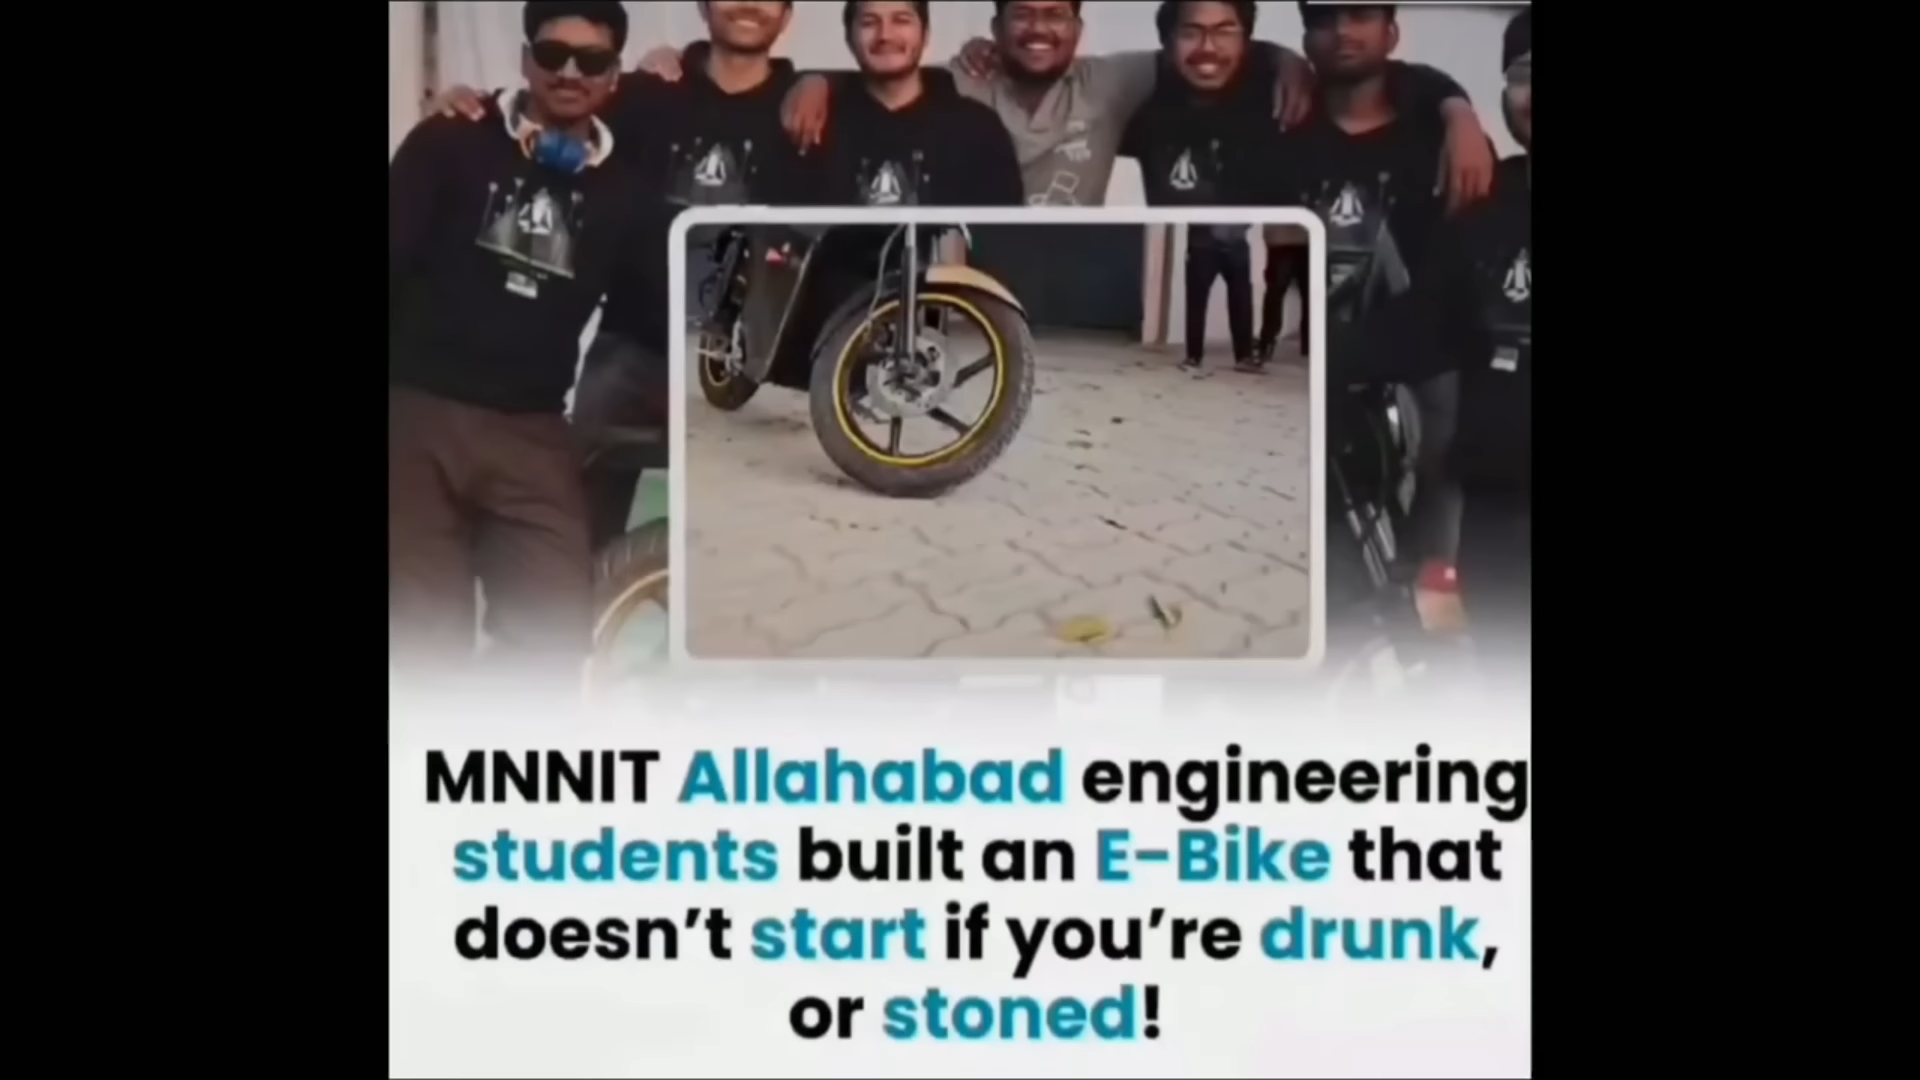 MNNIT Allahabad engineering
students built an E-Bike that
doesn't start if you're drunk,
or stoned!